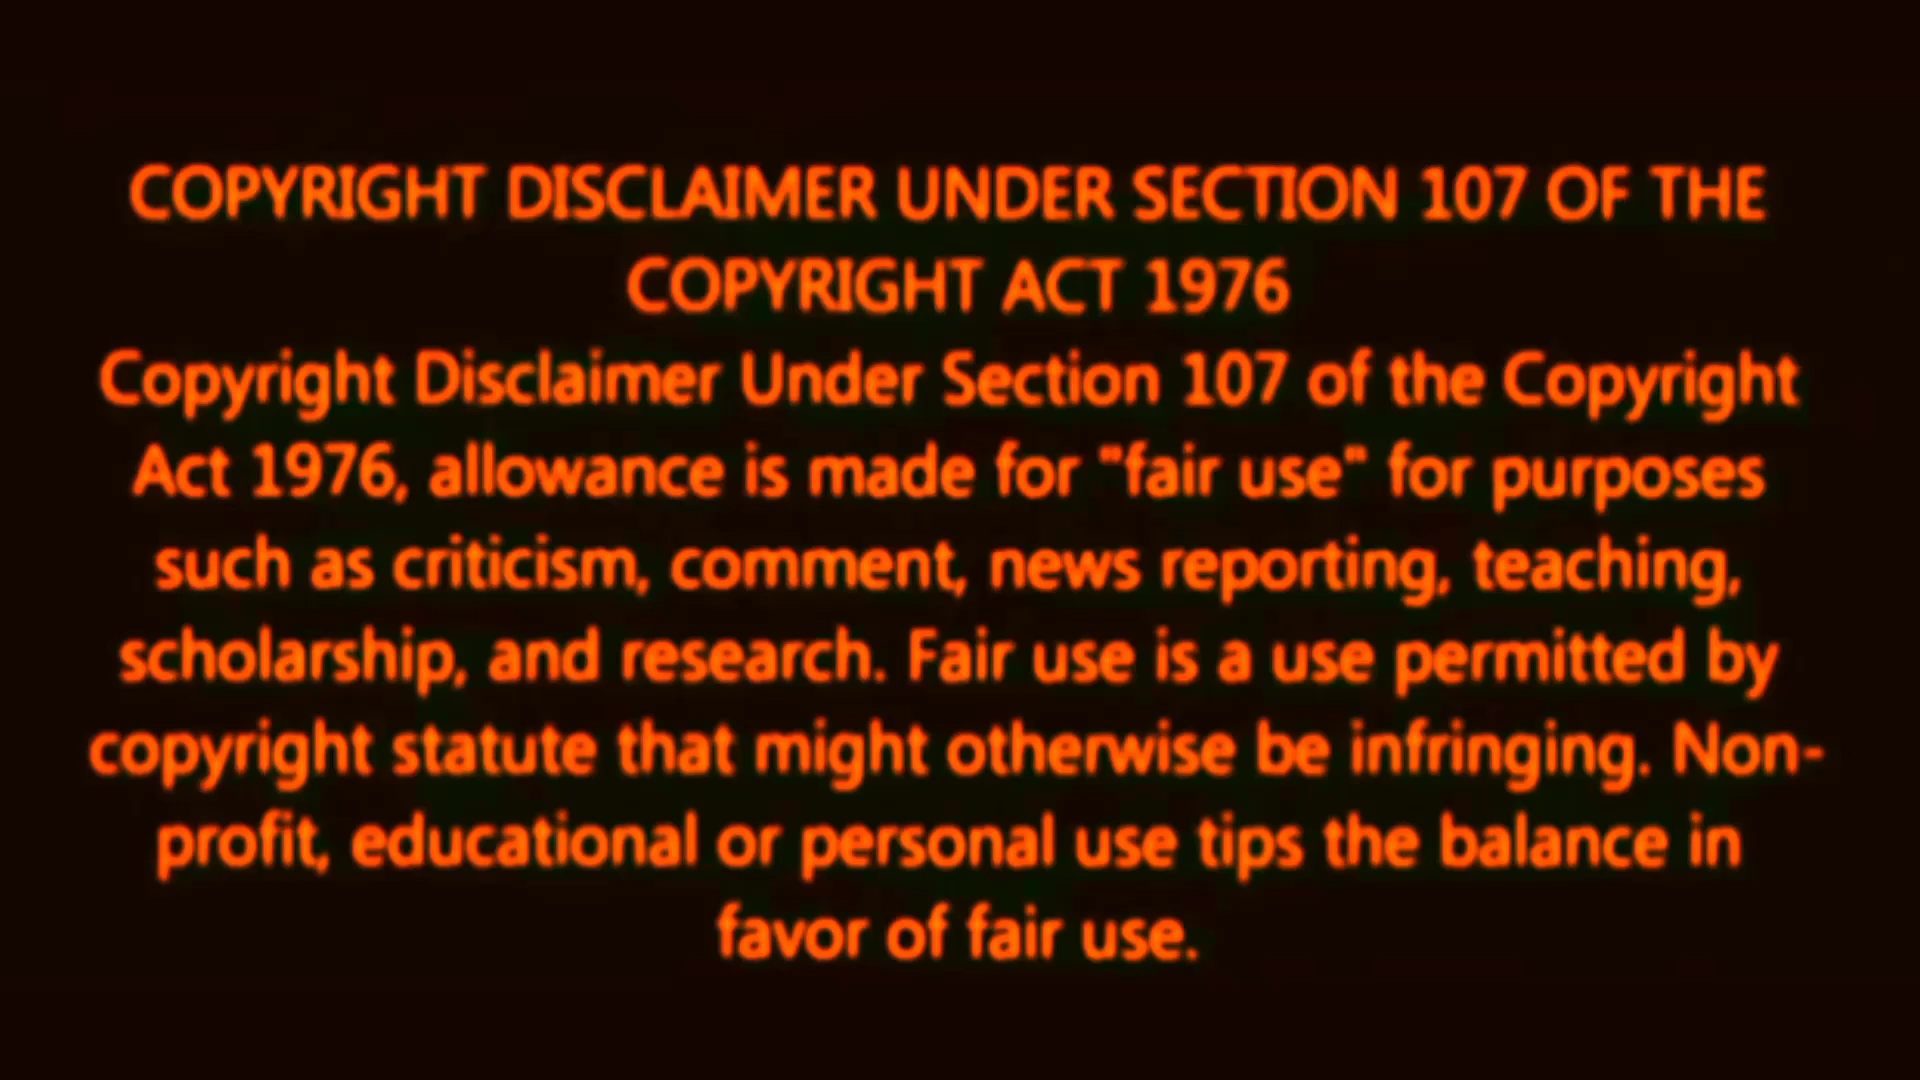 COPYRIGHT DISCLAIMER UNDER SECTION 107 OF THE
COPYRIGHT ACT 1976
Copyright Disclaimer Under Section 107 of the Copyright
Act 1976, allowance is made for "fair use" for purposes
such as criticism, comment, news reporting, teaching,
scholarship, and research. Fair use is a use permitted by
copyright statute that might otherwise be infringing. Non-
profit, educational or personal use tips the balance in
favor of fair use.